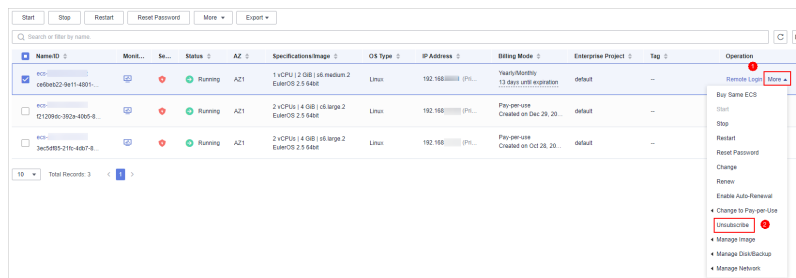 Start Stop Restart Reset Password More Export
Search or filter by name.
Name/ID Monit... Se... Status AZ Specifications/Image OS Type IP Address Billing Mode Enterprise Project Tag Operation
1
ecs-
ce6beb22-9e11-4801-...
Running AZ1
1 vCPU | 2 GiB | s6.medium.2
EulerOS 2.5 64bit
Linux 192.168 (Pri...
Yearly/Monthly
13 days until expiration
default -- Remote Login More
ecs-
f21209dc-392a-40b5-8...
Running AZ1
2 vCPUs | 4 GiB | c6.large.2
EulerOS 2.5 64bit
Linux 192.168 (Pri...
Pay-per-use
Created on Dec 29, 20...
default --
ecs-
3ec5df85-21fc-4db7-8...
Running AZ1
2 vCPUs | 4 GiB | s6.large.2
EulerOS 2.5 64bit
Linux 192.168 (Pri...
Pay-per-use
Created on Oct 28, 20...
default --
10 Total Records: 3 < 1 >
Buy Same ECS
Start
Stop
Restart
Reset Password
Change
Renew
Enable Auto-Renewal
Change to Pay-per-Use
Unsubscribe 2
Manage Image
Manage Disk/Backup
Manage Network